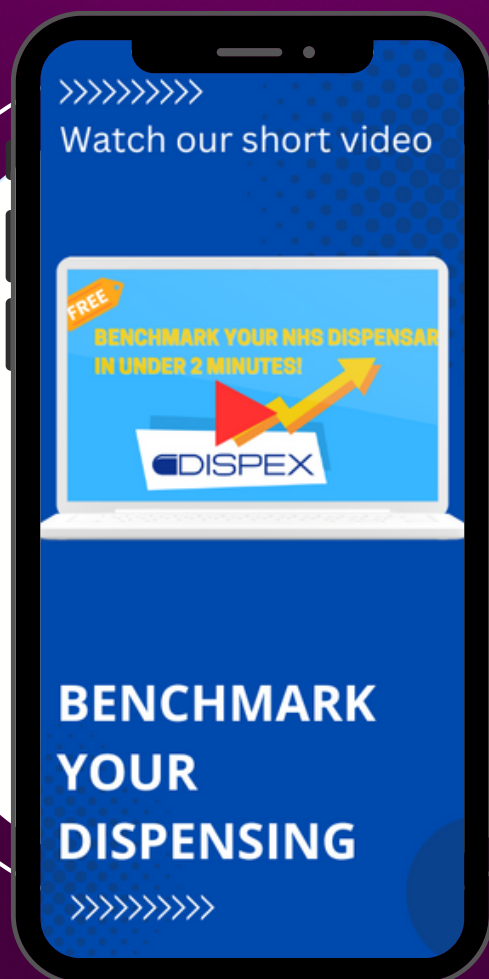 >>>>>>>>>>
Watch our short video
FREE
BENCHMARK YOUR NHS DISPENSAR
IN UNDER 2 MINUTES!
DISPEX
BENCHMARK
YOUR
DISPENSING
>>>>>>>>>>